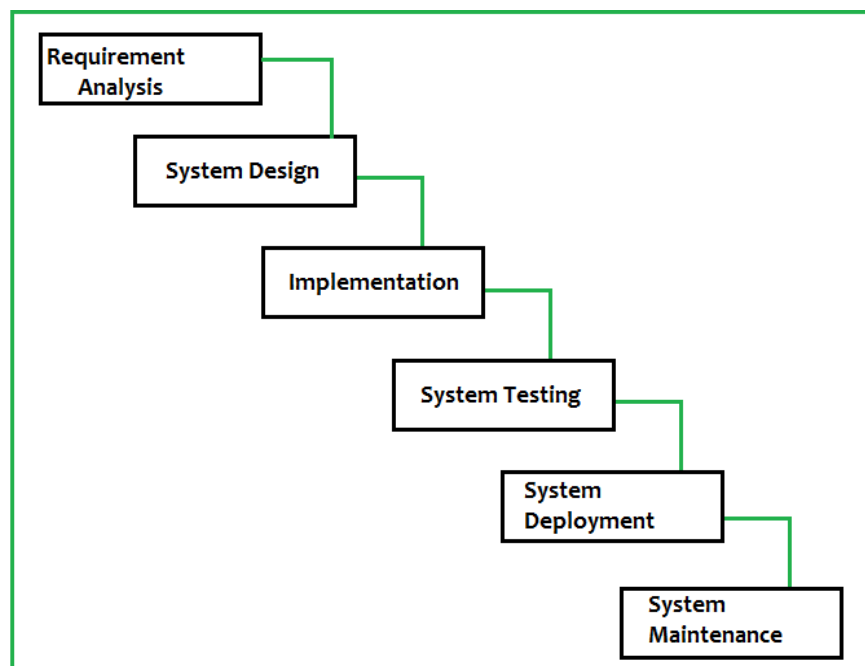 Requirement
Analysis
System Design
Implementation
System Testing
System
Deployment
System
Maintenance